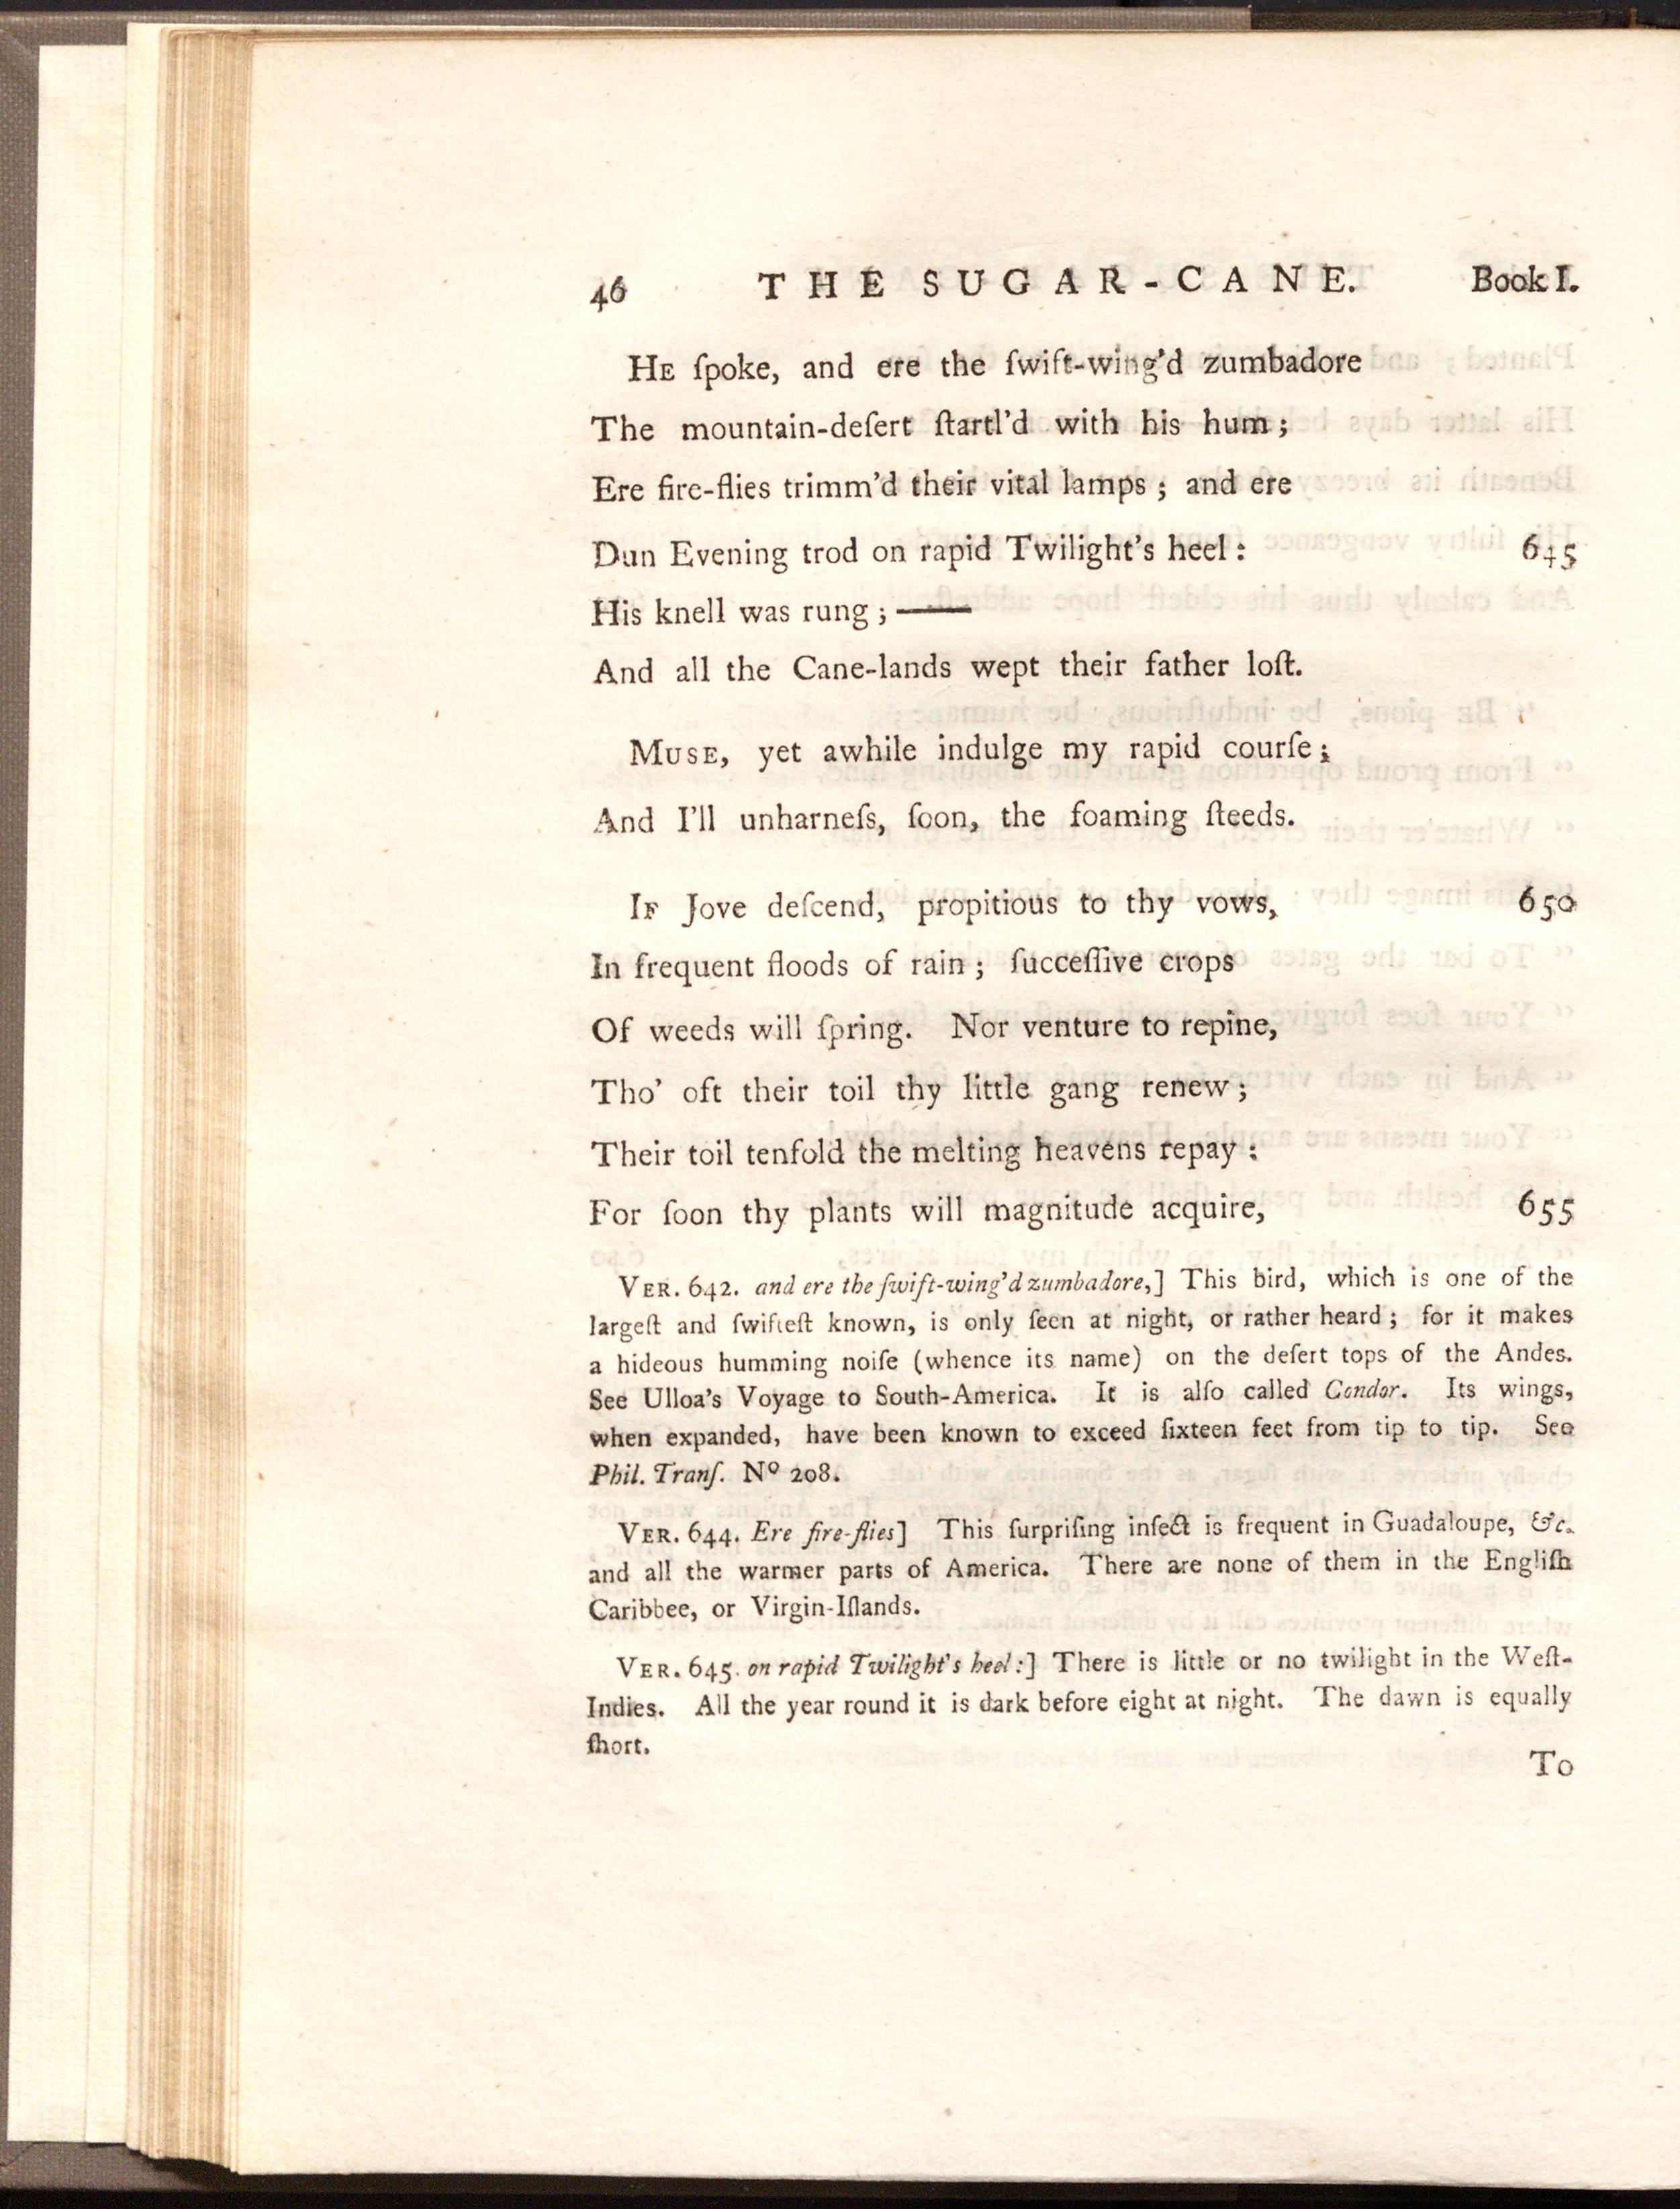 46 THE SUGAR-CANE. Book I.
HE ſpoke, and ere the ſwift-wing'd zumbadore
The mountain-deſert ſtartl'd with his hum;
Ere fire-flies trimm'd their vital lamps; and ere
Dun Evening trod on rapid Twilight's heel: 645
His knell was rung;——
And all the Cane-lands wept their father loſt.
MUSE, yet awhile indulge my rapid courſe;
And I'll unharneſs, ſoon, the foaming ſteeds.
IF Jove deſcend, propitious to thy vows, 650
In frequent floods of rain; ſucceſſive crops
Of weeds will ſpring. Nor venture to repine,
Tho' oft their toil thy little gang renew;
Their toil tenfold the melting heavens repay:
For ſoon thy plants will magnitude acquire, 655
VER. 642. and ere the ſwift-wing'd zumbadore,] This bird, which is one of the
largeſt and ſwifteſt known, is only ſeen at night, or rather heard; for it makes
a hideous humming noiſe (whence its name) on the deſert tops of the Andes.
See Ulloa's Voyage to South-America. It is alſo called Condor. Its wings,
when expanded, have been known to exceed ſixteen feet from tip to tip. See
Phil. Tranſ. Nº 208.
VER. 644. Ere fire-flies] This ſurpriſing inſect is frequent in Guadaloupe, &c.
and all the warmer parts of America. There are none of them in the Engliſh
Caribbee, or Virgin-Iſlands.
VER. 645. on rapid Twilight's heel:] There is little or no twilight in the Weſt-
Indies. All the year round it is dark before eight at night. The dawn is equally
ſhort.
To